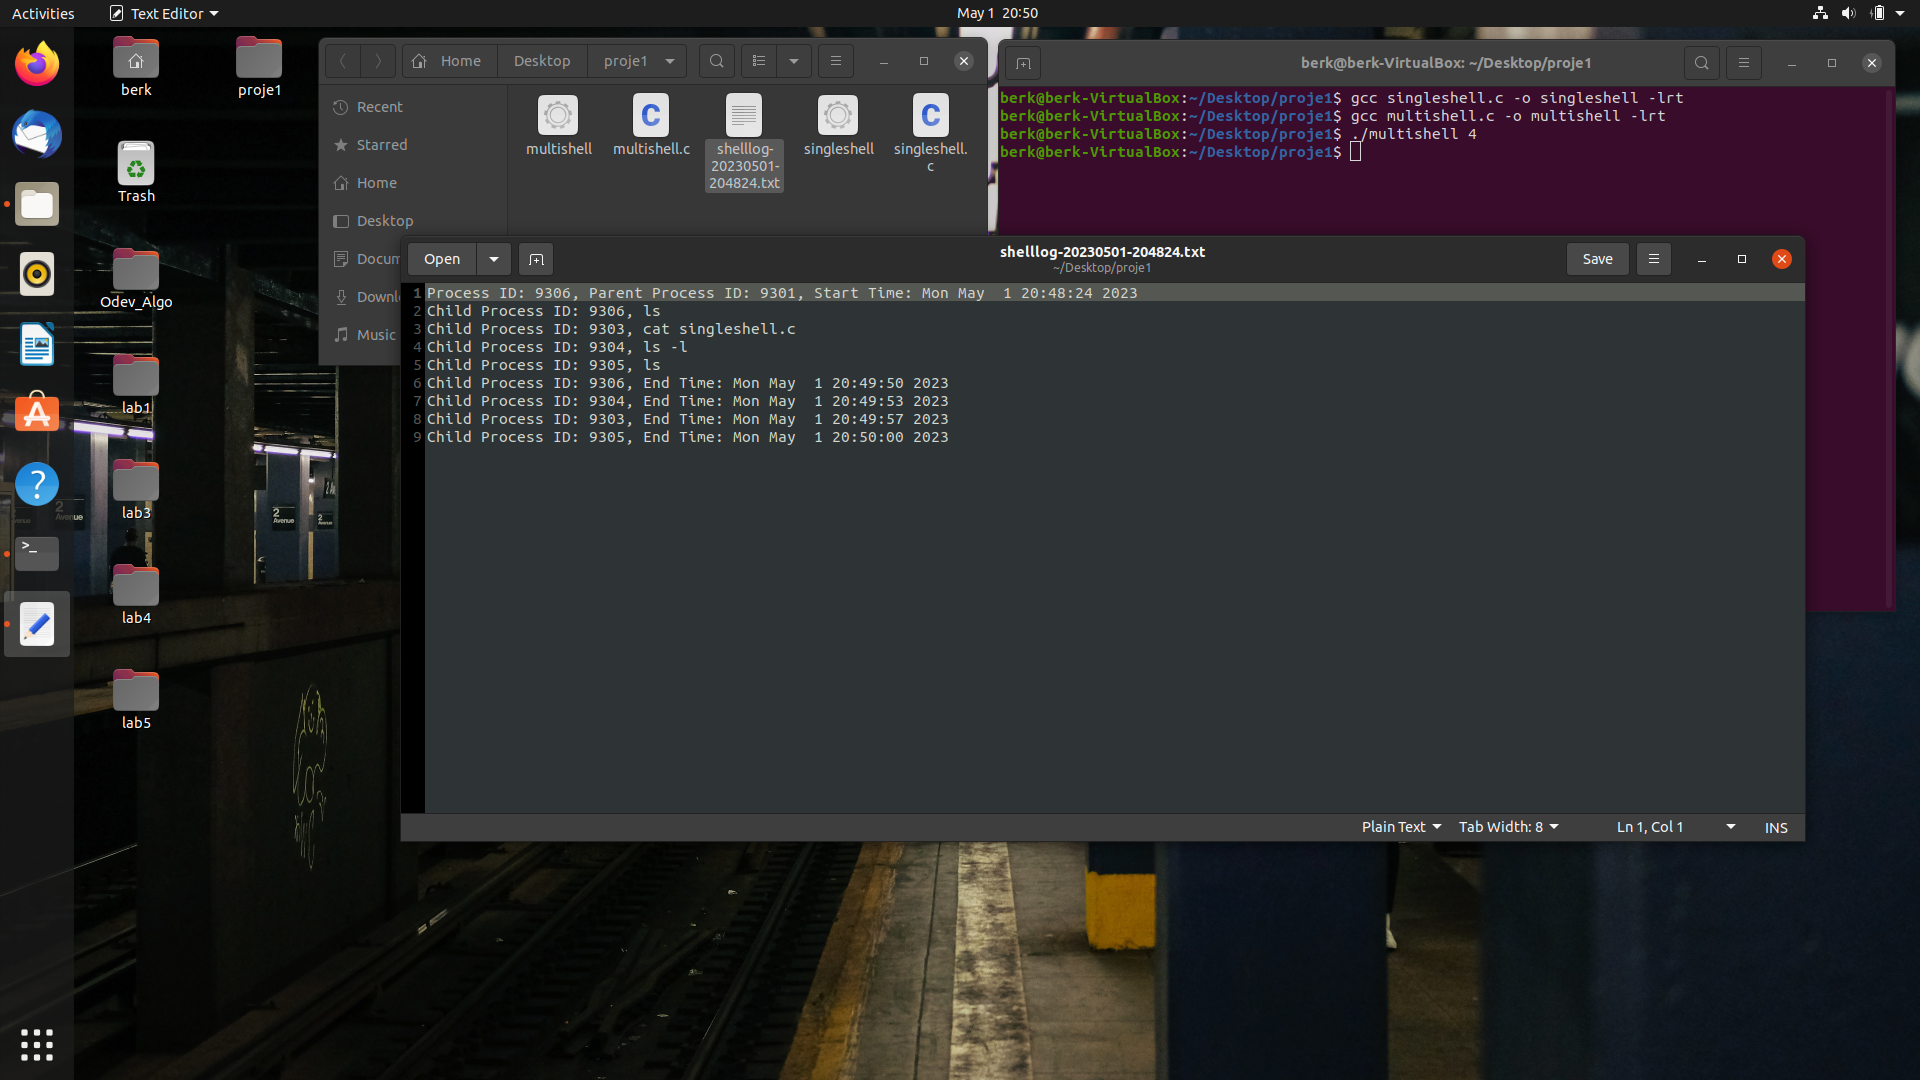 Activities
Text Editor
May 1 20:50
berk
proje1
Trash
Odev_Algo
lab1
lab3
lab4
lab5
Home
Desktop
proje1
Recent
Starred
Home
Desktop
Docum
Downl
Music
multishell
multishell.c
shelllog-
20230501-
204824.txt
singleshell
singleshell.
c
berk@berk-VirtualBox: ~/Desktop/proje1
berk@berk-VirtualBox:~/Desktop/proje1$ gcc singleshell.c -o singleshell -lrt
berk@berk-VirtualBox:~/Desktop/proje1$ gcc multishell.c -o multishell -lrt
berk@berk-VirtualBox:~/Desktop/proje1$ ./multishell 4
berk@berk-VirtualBox:~/Desktop/proje1$
Open
shelllog-20230501-204824.txt
~/Desktop/proje1
Save
1 Process ID: 9306, Parent Process ID: 9301, Start Time: Mon May  1 20:48:24 2023
2 Child Process ID: 9306, ls
3 Child Process ID: 9303, cat singleshell.c
4 Child Process ID: 9304, ls -l
5 Child Process ID: 9305, ls
6 Child Process ID: 9306, End Time: Mon May  1 20:49:50 2023
7 Child Process ID: 9304, End Time: Mon May  1 20:49:53 2023
8 Child Process ID: 9303, End Time: Mon May  1 20:49:57 2023
9 Child Process ID: 9305, End Time: Mon May  1 20:50:00 2023
Plain Text
Tab Width: 8
Ln 1, Col 1
INS
2
Avenue
2
Avenue
2
Avenue